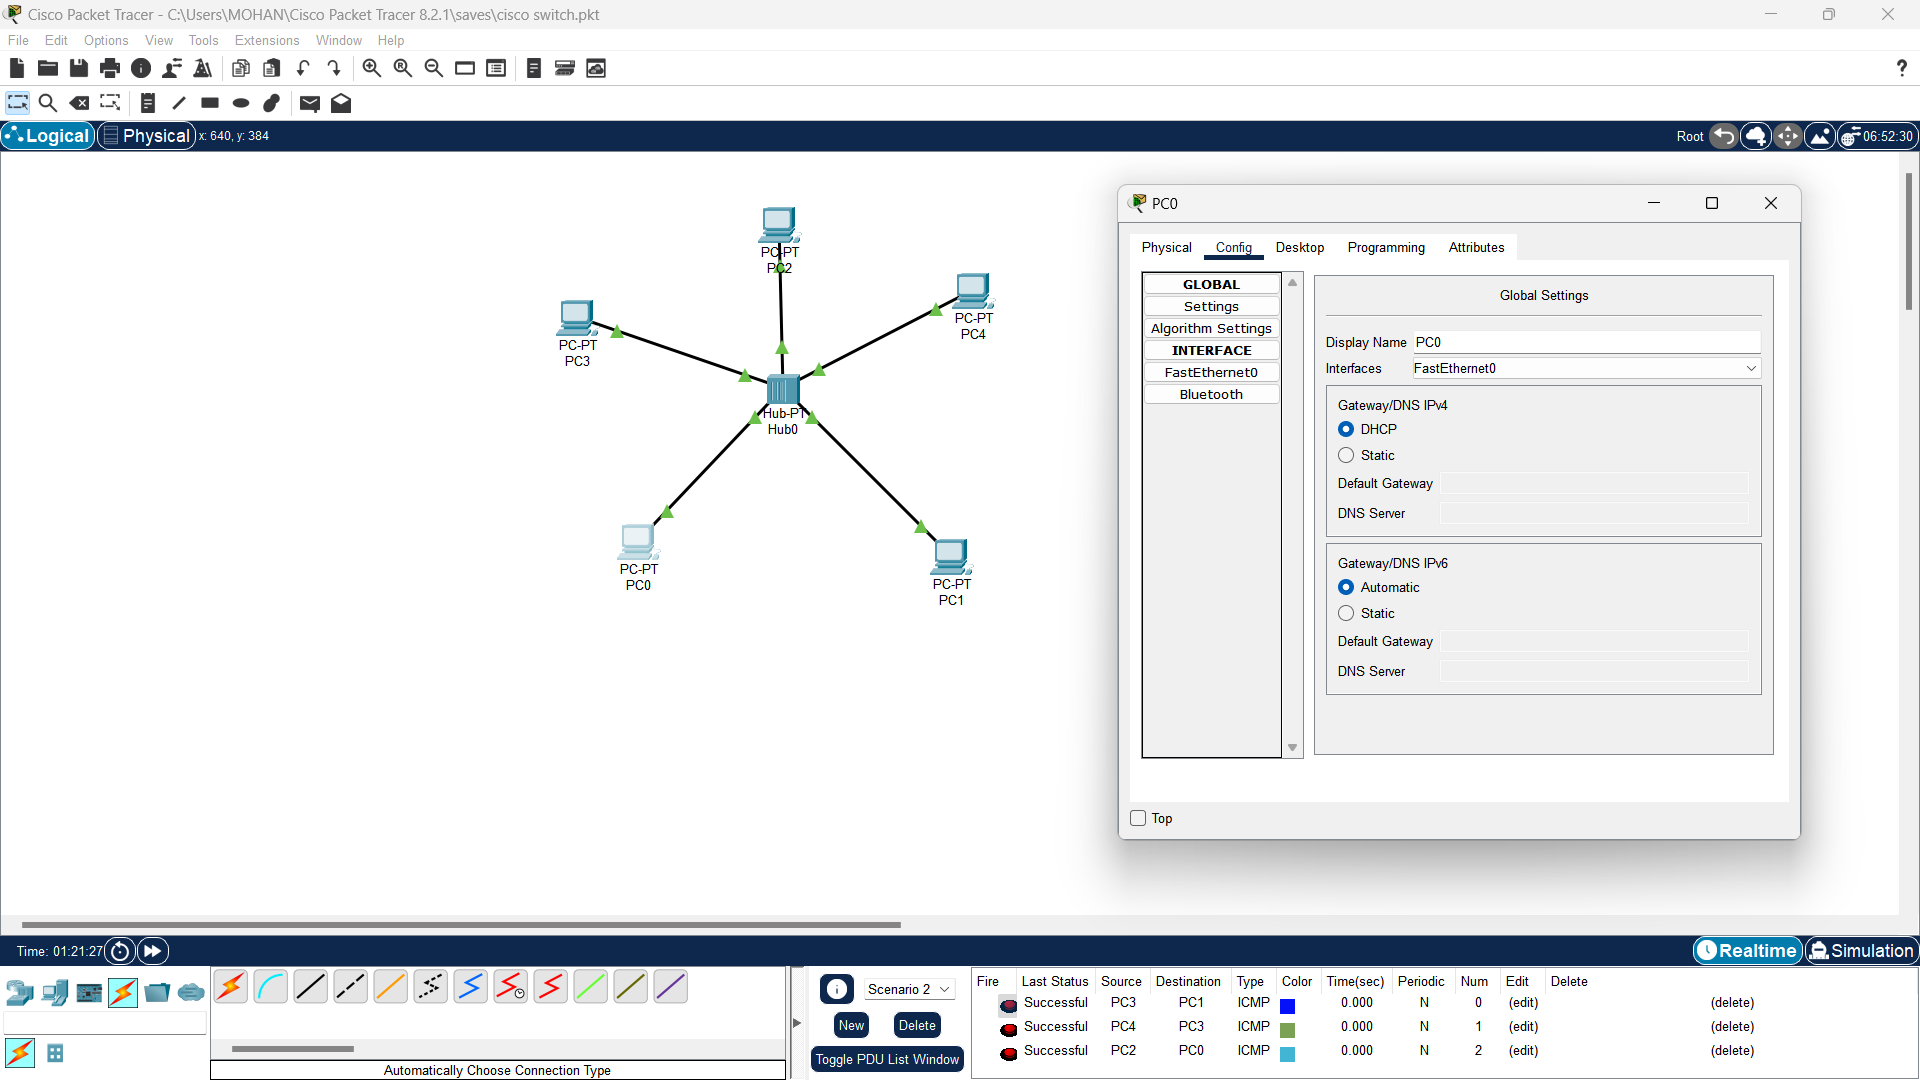 Cisco Packet Tracer - C:\Users\MOHAN\Cisco Packet Tracer 8.2.1\saves\cisco switch.pkt
File Edit Options View Tools Extensions Window Help
Logical Physical x: 640, y: 384 Root 06:52:30
PC-PT
PC2
PC-PT
PC4
PC-PT
PC3
Hub-PT
Hub0
PC-PT
PC0
PC-PT
PC1
PC0
Physical Config Desktop Programming Attributes
GLOBAL
Settings
Algorithm Settings
INTERFACE
FastEthernet0
Bluetooth
Global Settings
Display Name PC0
Interfaces FastEthernet0
Gateway/DNS IPv4
DHCP
Static
Default Gateway
DNS Server
Gateway/DNS IPv6
Automatic
Static
Default Gateway
DNS Server
Top
Time: 01:21:27 Realtime Simulation
Automatically Choose Connection Type
Scenario 2
New Delete
Toggle PDU List Window
Fire Last Status Source Destination Type Color Time(sec) Periodic Num Edit Delete
Successful PC3 PC1 ICMP 0.000 N 0 (edit) (delete)
Successful PC4 PC3 ICMP 0.000 N 1 (edit) (delete)
Successful PC2 PC0 ICMP 0.000 N 2 (edit) (delete)